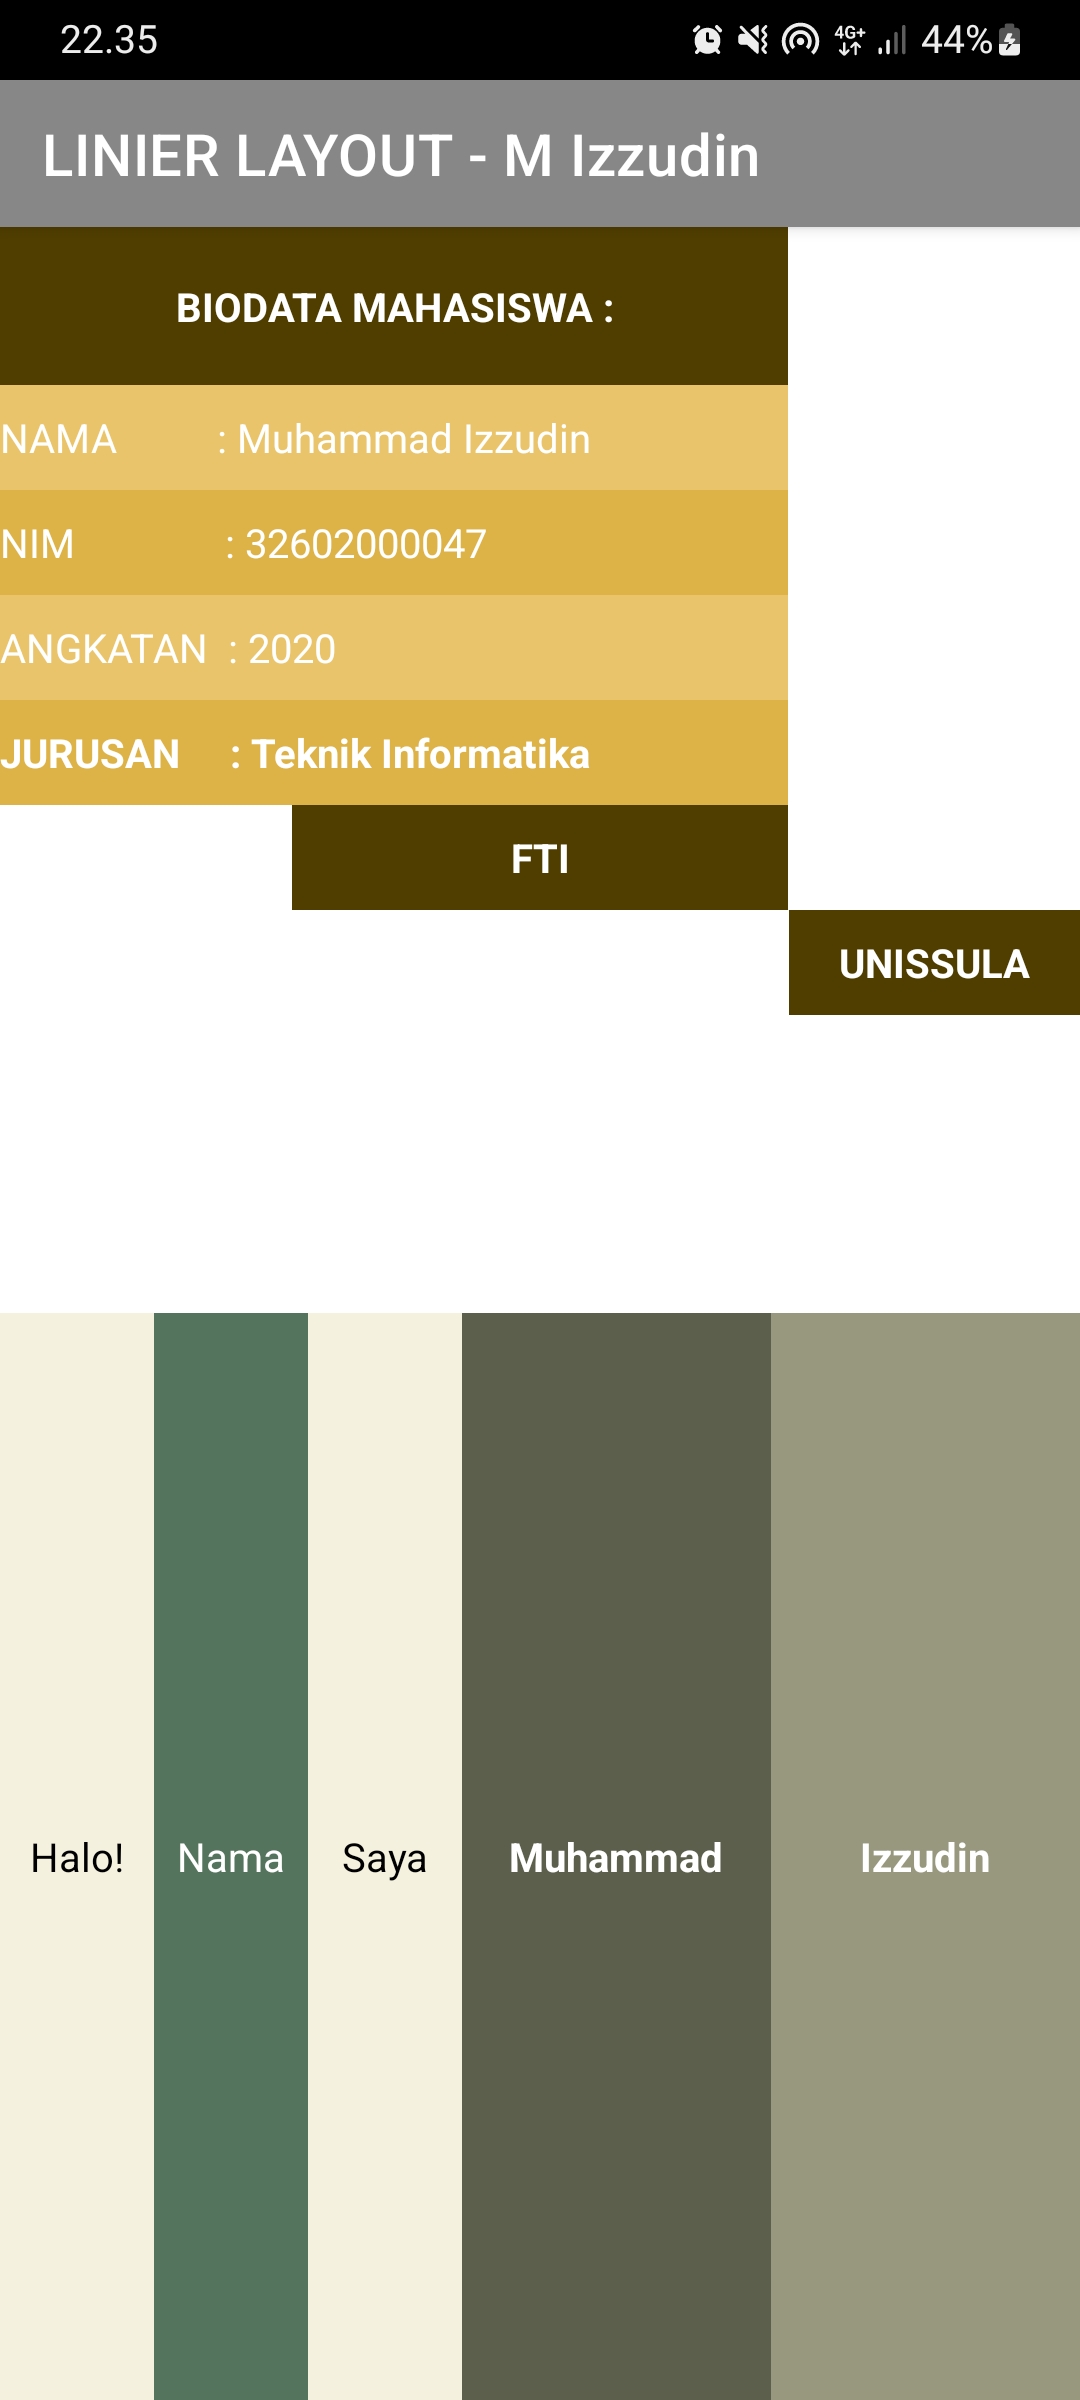 22.35 4G+ 44%
LINIER LAYOUT - M Izzudin
BIODATA MAHASISWA :
NAMA : Muhammad Izzudin
NIM : 32602000047
ANGKATAN : 2020
JURUSAN : Teknik Informatika
FTI
UNISSULA
Halo! Nama Saya Muhammad Izzudin